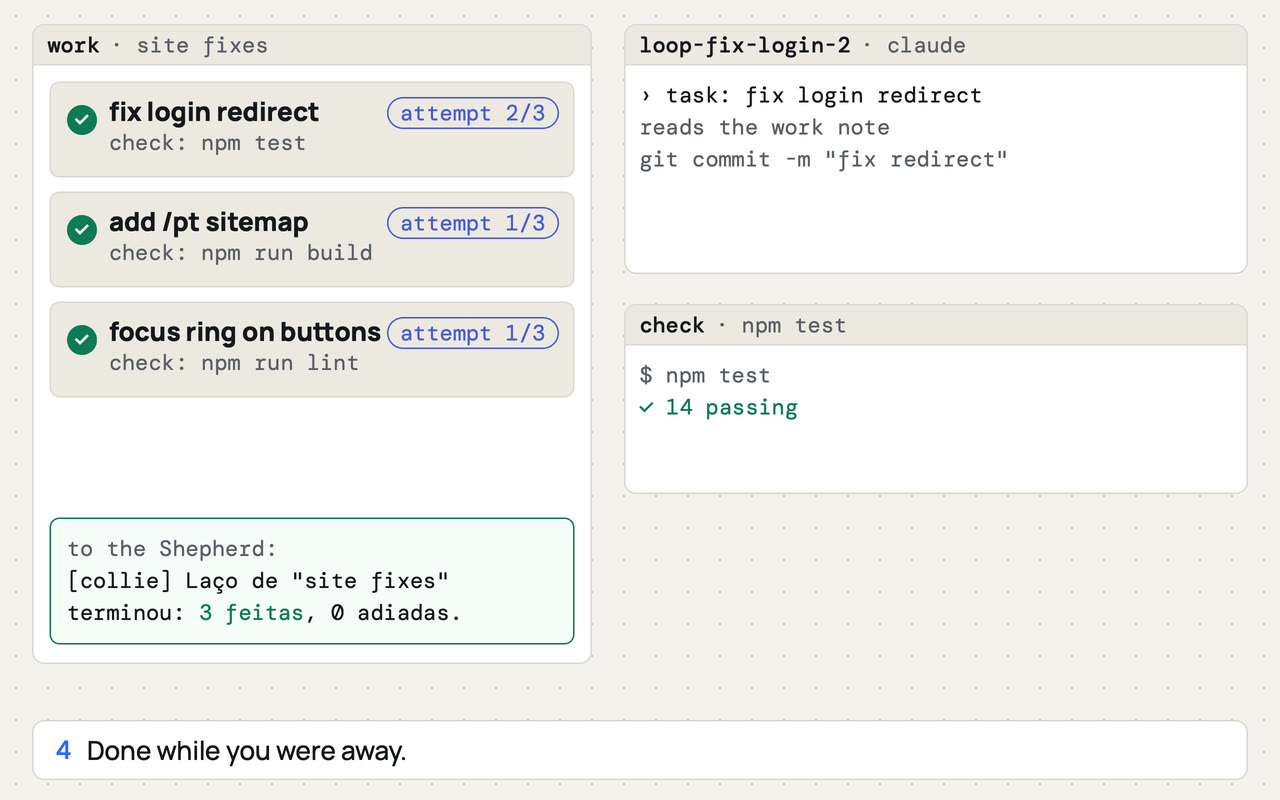 work · site fixes
fix login redirect
attempt 2/3
check: npm test
add /pt sitemap
attempt 1/3
check: npm run build
focus ring on buttons
attempt 1/3
check: npm run lint
to the Shepherd:
[collie] Laço de "site fixes"
terminou: 3 feitas, 0 adiadas.
loop-fix-login-2 · claude
› task: fix login redirect
reads the work note
git commit -m "fix redirect"
check · npm test
$ npm test
✓ 14 passing
4 Done while you were away.